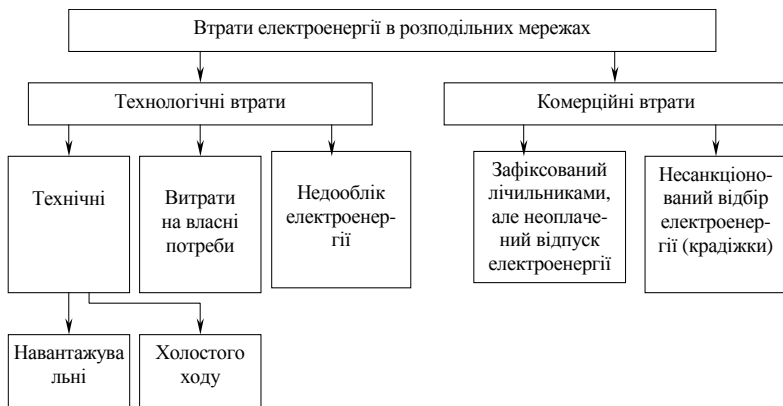 Втрати електроенергії в розподільних мережах
Технологічні втрати
Комерційні втрати
Технічні
Витрати
на власні
потреби
Недооблік
електроенер-
гії
Зафіксований
лічильниками,
але неоплаче-
ний відпуск
електроенергії
Несанкціоно-
ований відбір
електроенер-
гії (крадіжки)
Навантажува
льні
Холостого
ходу